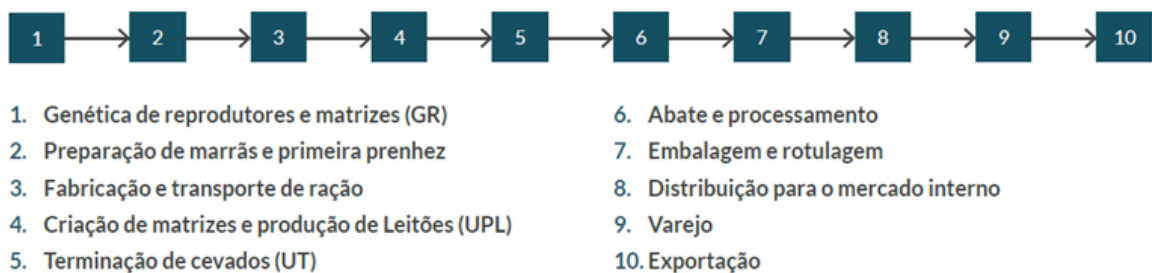 1 2 3 4 5 6 7 8 9 10
1. Genética de reprodutores e matrizes (GR)
2. Preparação de marrãs e primeira prenhez
3. Fabricação e transporte de ração
4. Criação de matrizes e produção de Leitões (UPL)
5. Terminação de cevados (UT)
6. Abate e processamento
7. Embalagem e rotulagem
8. Distribuição para o mercado interno
9. Varejo
10. Exportação